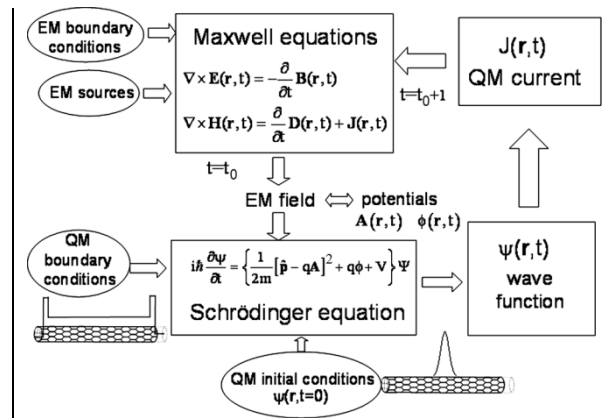 EM boundary
conditions
EM sources
Maxwell equations
∇×E(r,t) = -∂/∂t B(r,t)
∇×H(r,t) = ∂/∂t D(r,t) + J(r,t)
J(r,t)
QM current
t=t₀+1
t=t₀
EM field ⇔ potentials
A(r,t) ϕ(r,t)
QM
boundary
conditions
iℏ ∂Ψ/∂t = {1/2m [p̂ - qA]² + qϕ + V}Ψ
Schrödinger equation
ψ(r,t)
wave
function
QM initial conditions
ψ(r,t=0)